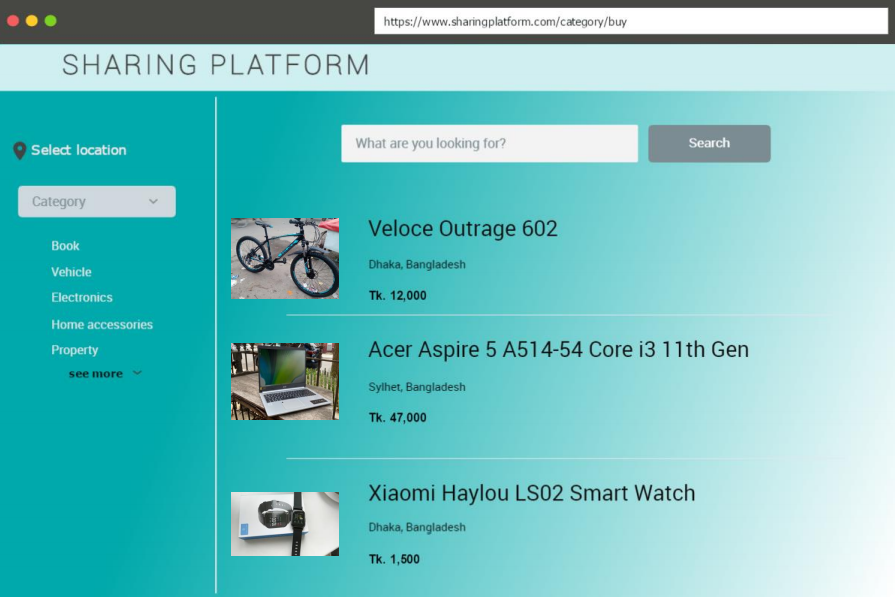 https://www.sharingplatform.com/category/buy
SHARING PLATFORM
Select location
What are you looking for?
Search
Category
Book
Vehicle
Electronics
Home accessories
Property
see more
Veloce Outrage 602
Dhaka, Bangladesh
Tk. 12,000
Acer Aspire 5 A514-54 Core i3 11th Gen
Sylhet, Bangladesh
Tk. 47,000
Xiaomi Haylou LS02 Smart Watch
Dhaka, Bangladesh
Tk. 1,500